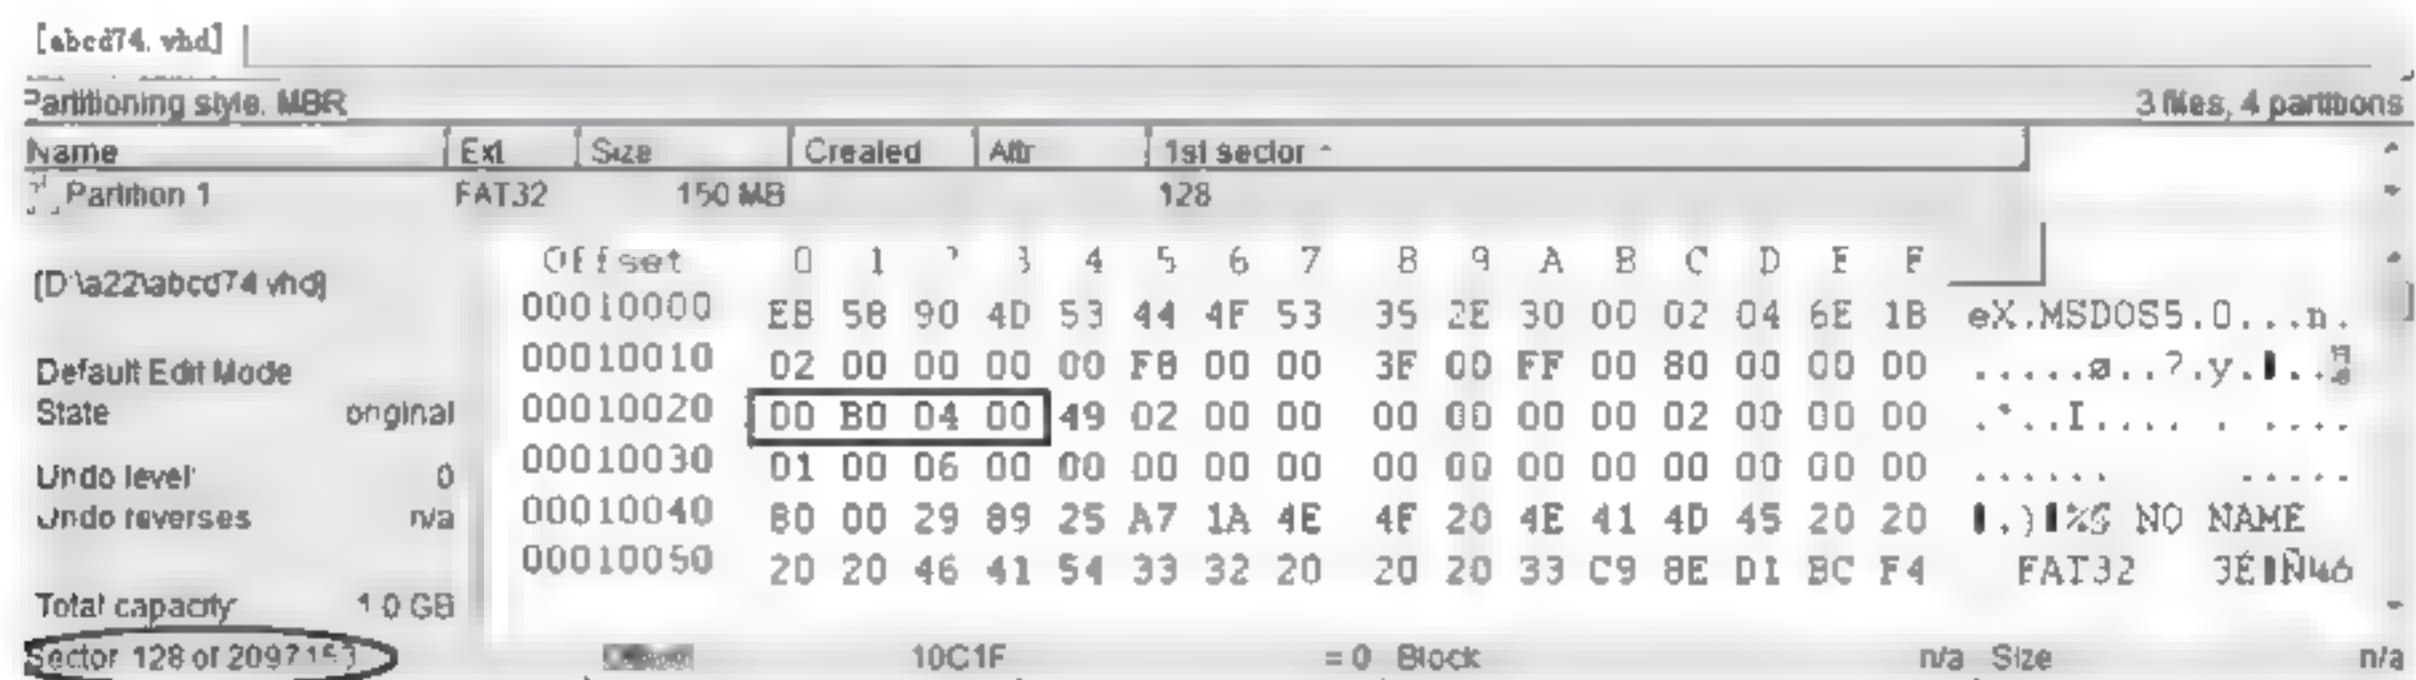 [abcd74.vhd]
Partitioning style: MBR 3 files, 4 partitions
Name Ext Size Created Attr 1st sector
Partition 1 FAT32 150 MB 128
[D:\a22\abcd74.vhd]
Default Edit Mode
State original
Undo level: 0
Undo reverses n/a
Total capacity: 1.0 GB
Offset 0 1 2 3 4 5 6 7 8 9 A B C D E F
00010000 EB 58 90 4D 53 44 4F 53 35 2E 30 00 02 04 6E 1B eX.MSDOS5.0...n.
00010010 02 00 00 00 00 F8 00 00 3F 00 FF 00 80 00 00 00 .....ø..?.y.
00010020 00 B0 04 00 49 02 00 00 00 00 00 00 02 00 00 00 .°..I.... . ....
00010030 01 00 06 00 00 00 00 00 00 00 00 00 00 00 00 00 ...... .....
00010040 80 00 29 89 25 A7 1A 4E 4F 20 4E 41 4D 45 20 20 .) %§ NO NAME
00010050 20 20 46 41 54 33 32 20 20 20 33 C9 8E D1 BC F4 FAT32 3É Ñ¼ô
Sector 128 of 10C1F = 0 Block n/a Size n/a